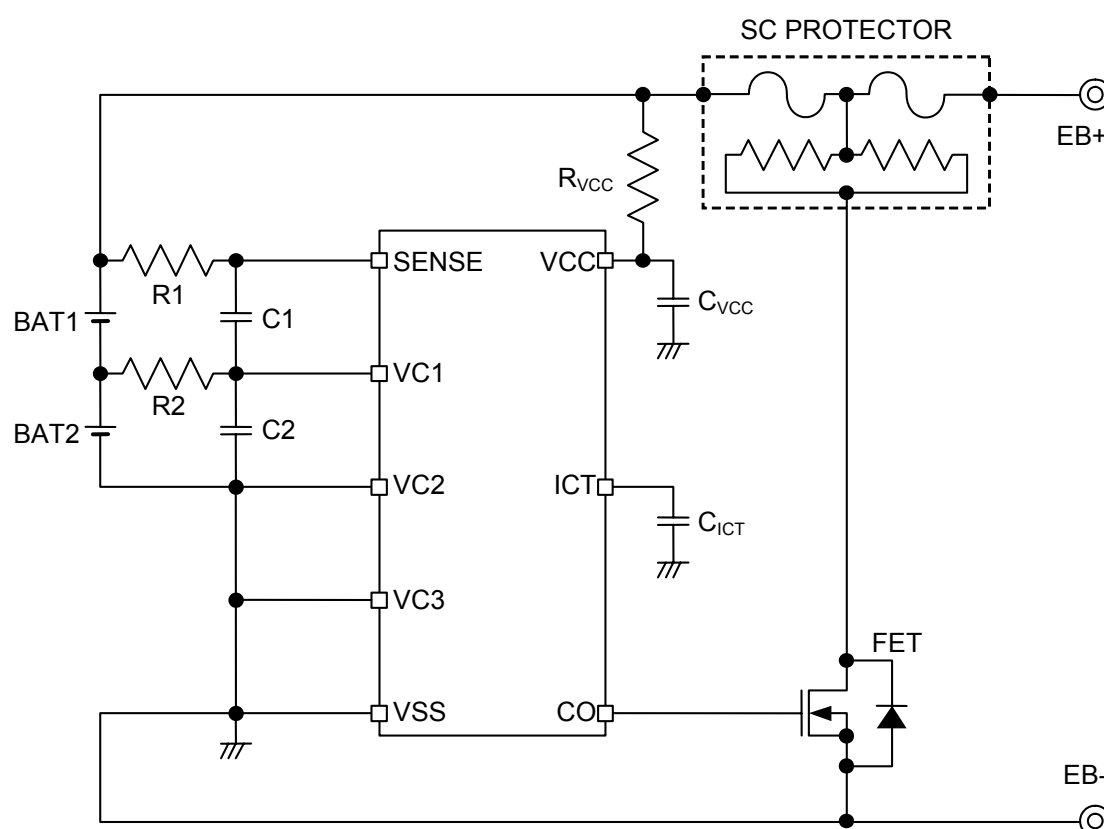 SC PROTECTOR
EB+
RVCC
SENSE
VCC
R1
BAT1
C1
CVCC
VC1
R2
BAT2
C2
VC2
ICT
CICT
VC3
FET
VSS
CO
EB-